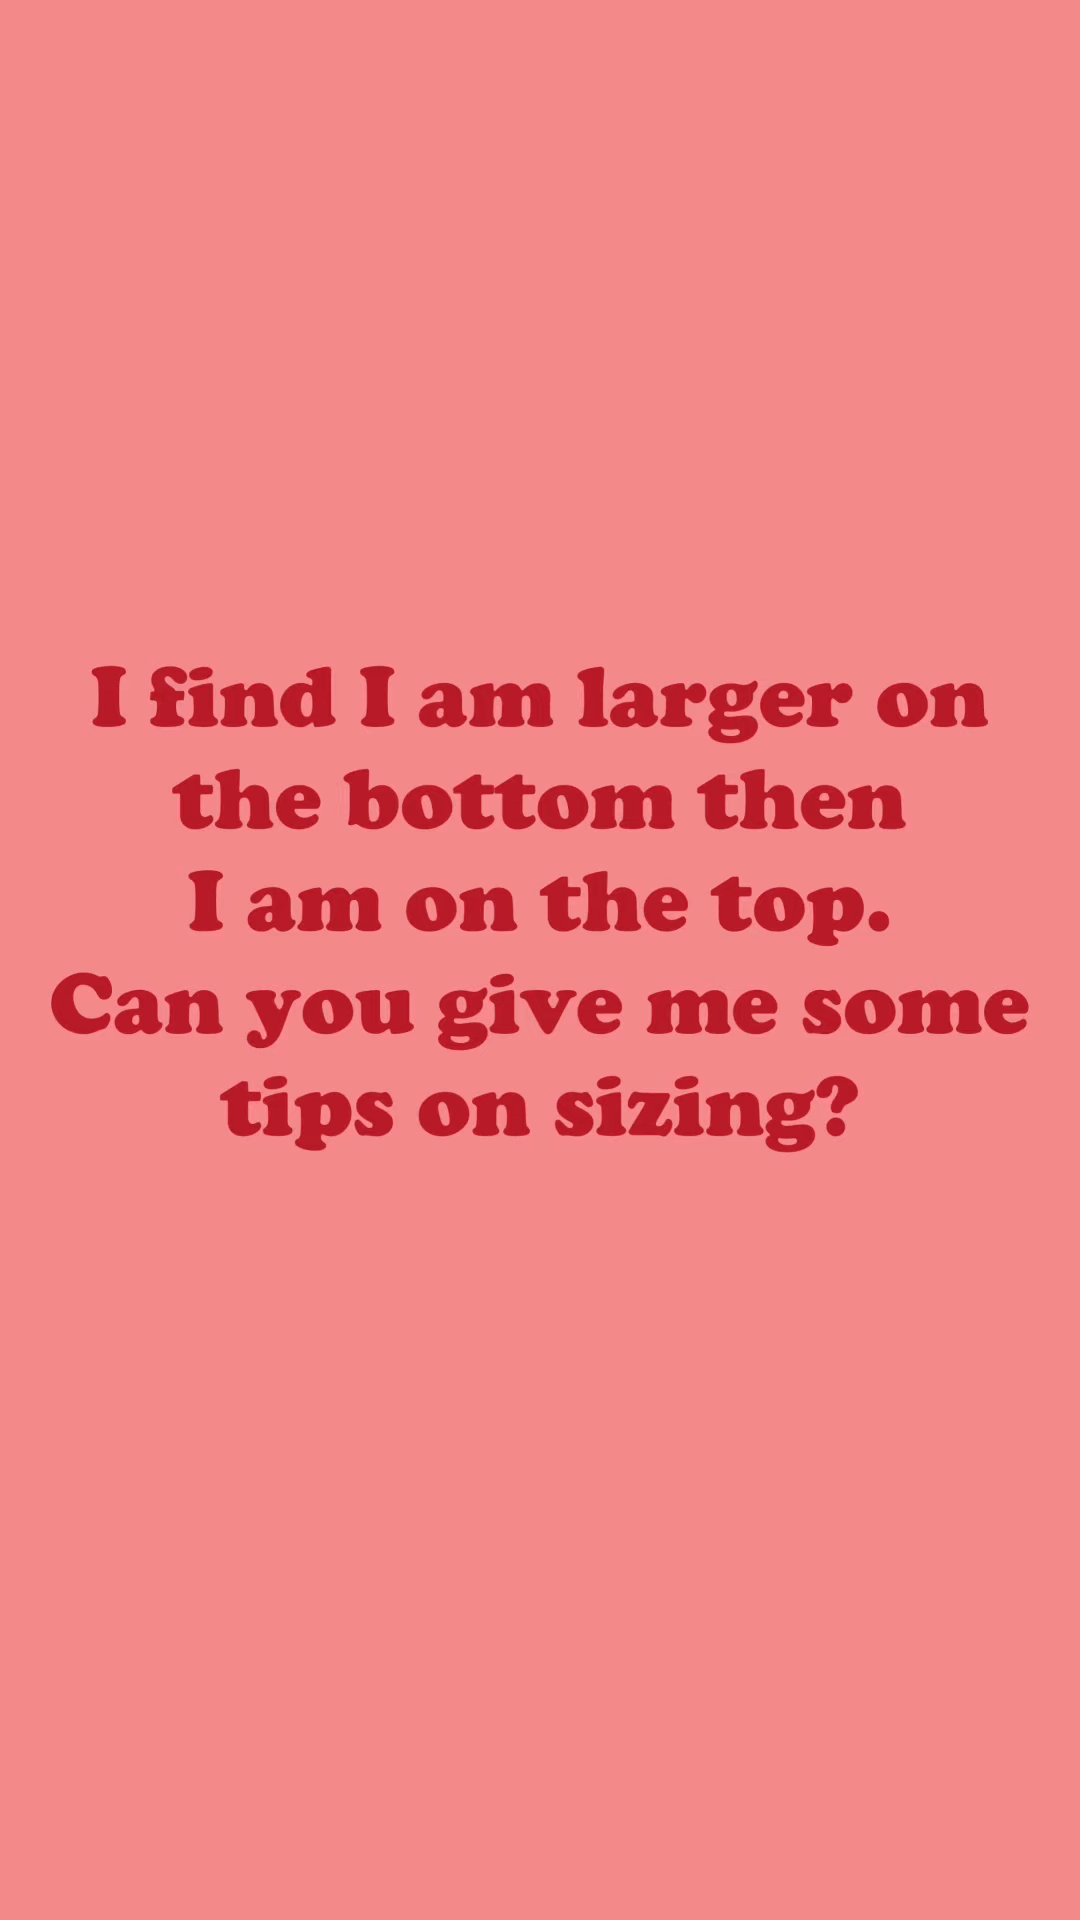 I find I am larger on
the bottom then
I am on the top.
Can you give me some
tips on sizing?